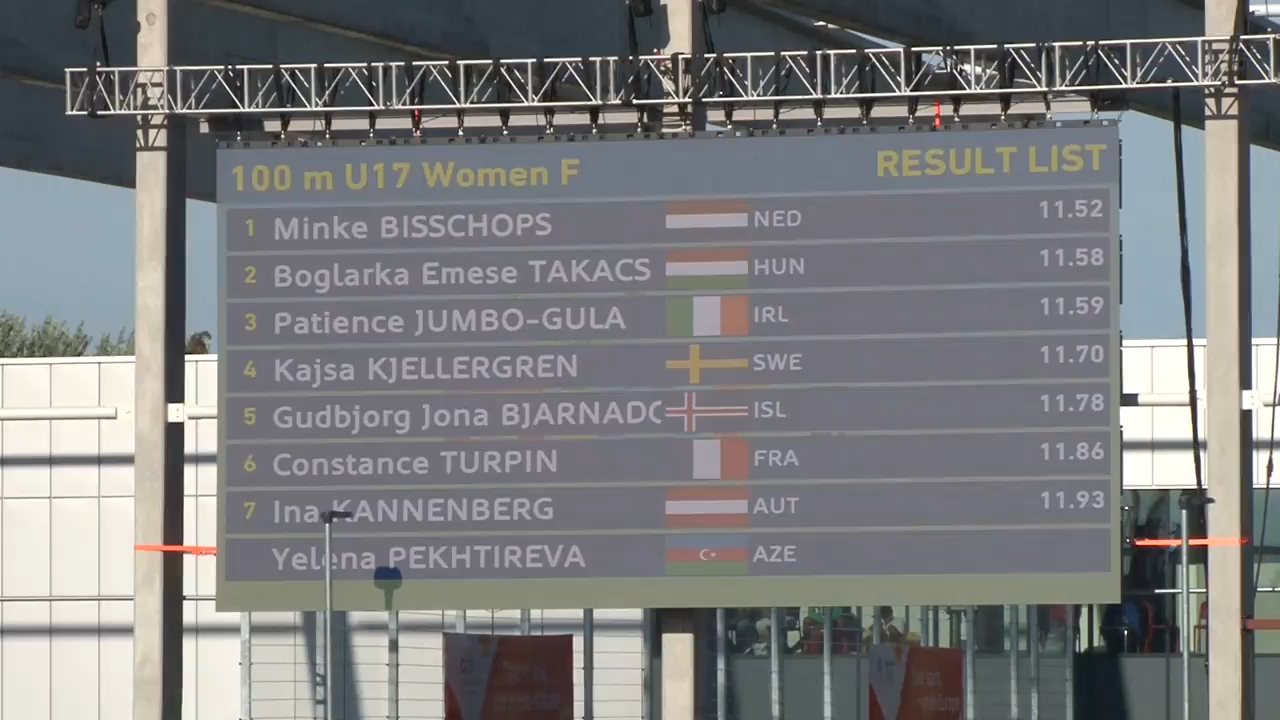 100 m U17 Women F RESULT LIST
1 Minke BISSCHOPS NED 11.52
2 Boglarka Emese TAKACS HUN 11.58
3 Patience JUMBO-GULA IRL 11.59
4 Kajsa KJELLERGREN SWE 11.70
5 Gudbjorg Jona BJARNADO ISL 11.78
6 Constance TURPIN FRA 11.86
7 Ina KANNENBERG AUT 11.93
Yelena PEKHTIREVA AZE